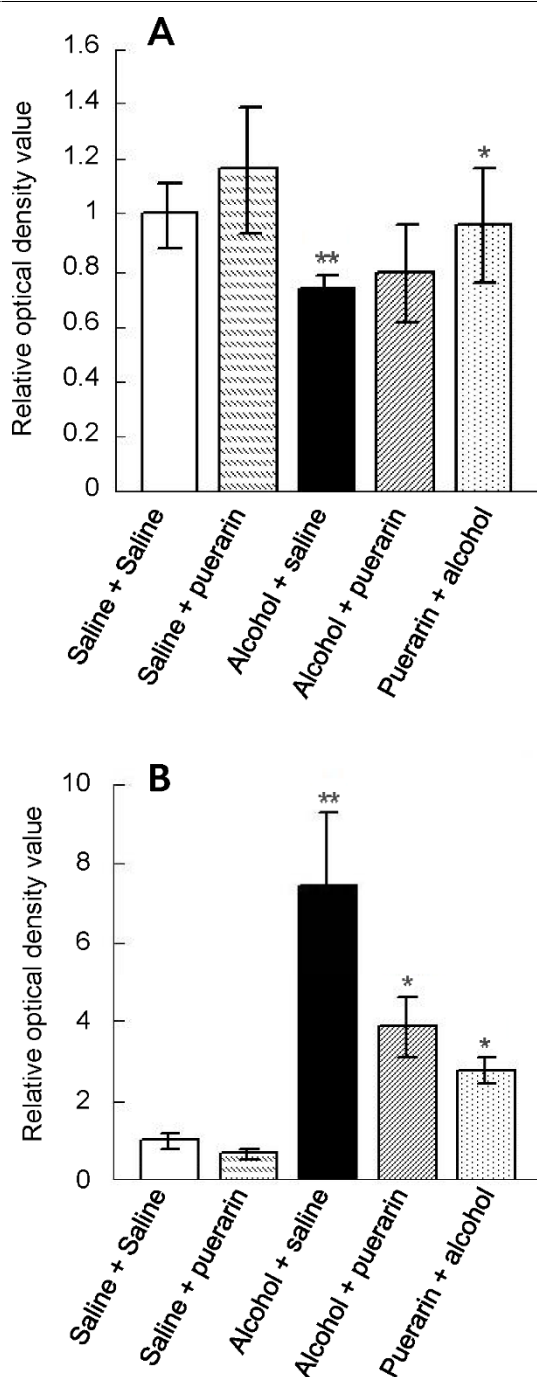 A
Relative optical density value
1.6
1.4
1.2
1
0.8
0.6
0.4
0.2
0
**
*
Saline + Saline
Saline + puerarin
Alcohol + saline
Alcohol + puerarin
Puerarin + alcohol
B
Relative optical density value
10
8
6
4
2
0
**
*
*
Saline + Saline
Saline + puerarin
Alcohol + saline
Alcohol + puerarin
Puerarin + alcohol